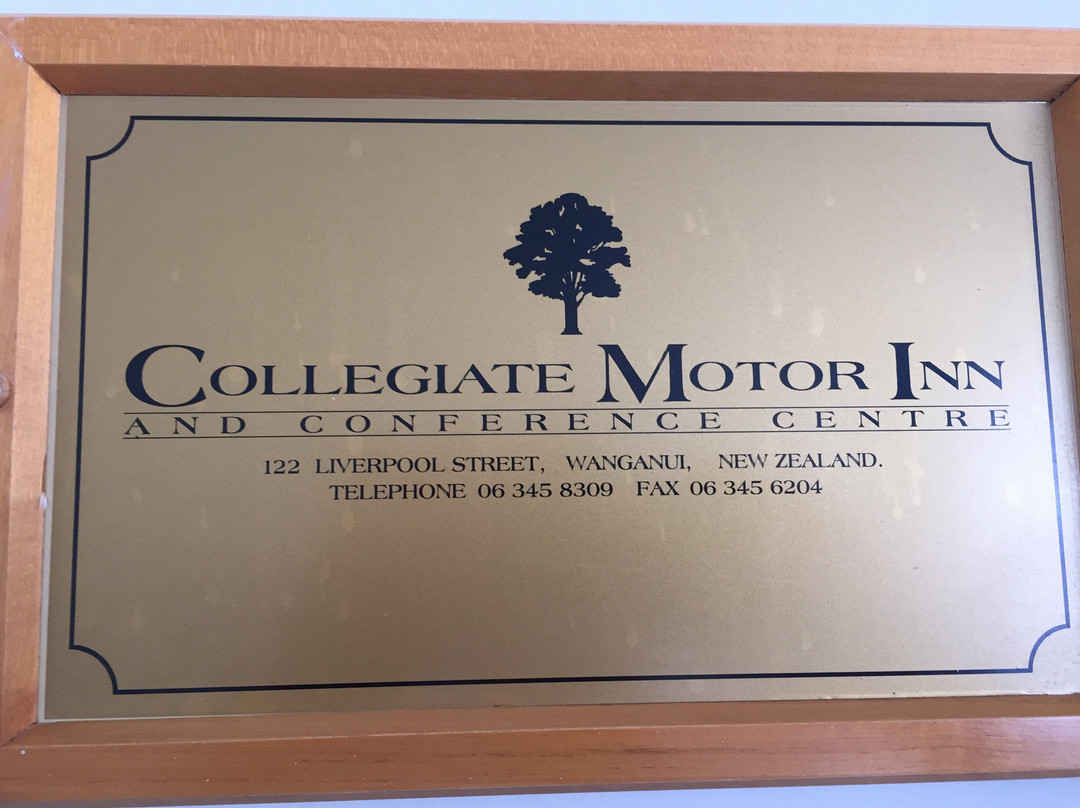 COLLEGIATE MOTOR INN
AND CONFERENCE CENTRE
122 LIVERPOOL STREET, WANGANUI, NEW ZEALAND.
TELEPHONE 06 345 8309 FAX 06 345 6204